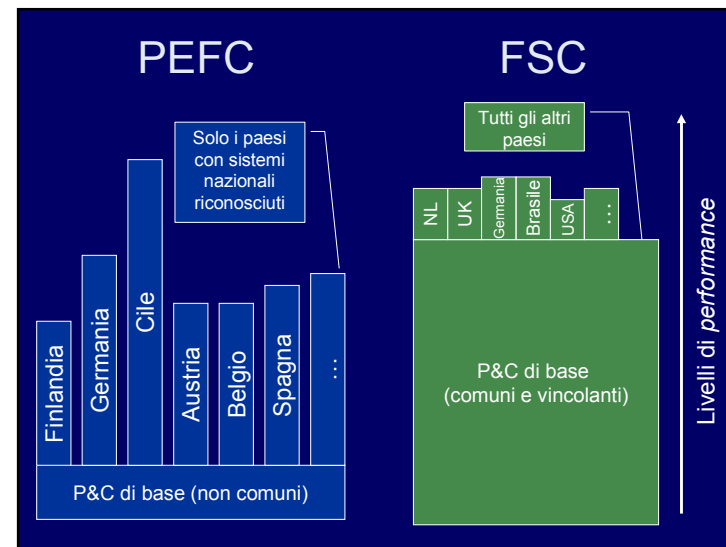 PEFC
Solo i paesi
con sistemi
nazionali
riconosciuti
Finlandia
Germania
Cile
Austria
Belgio
Spagna
…
P&C di base (non comuni)
FSC
Tutti gli altri
paesi
NL
UK
Germania
Brasile
USA
…
P&C di base
(comuni e vincolanti)
Livelli di performance